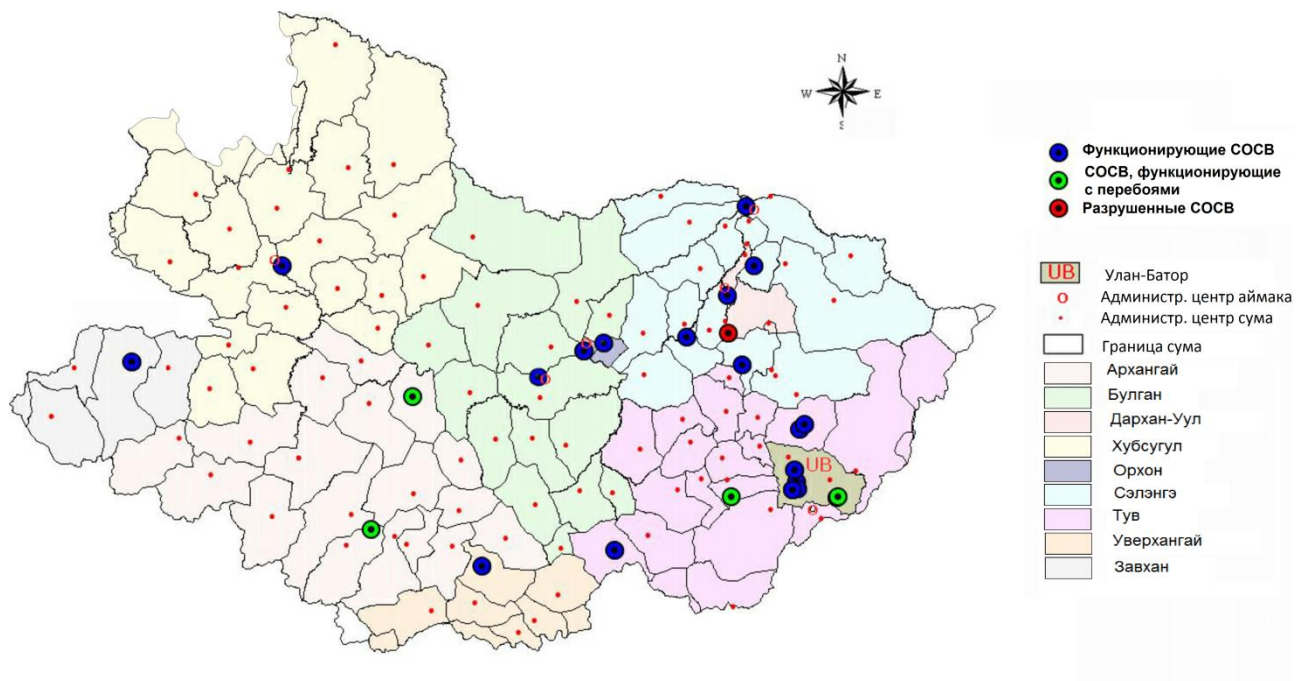 N
W E
S
Функционирующие СОСВ
СОСВ, функционирующие
с перебоями
Разрушенные СОСВ
UB Улан-Батор
Администр. центр аймака
Администр. центр сума
Граница сума
Архангай
Булган
Дархан-Уул
Хубсугул
Орхон
Сэлэнгэ
Тув
Уверхангай
Завхан
UB